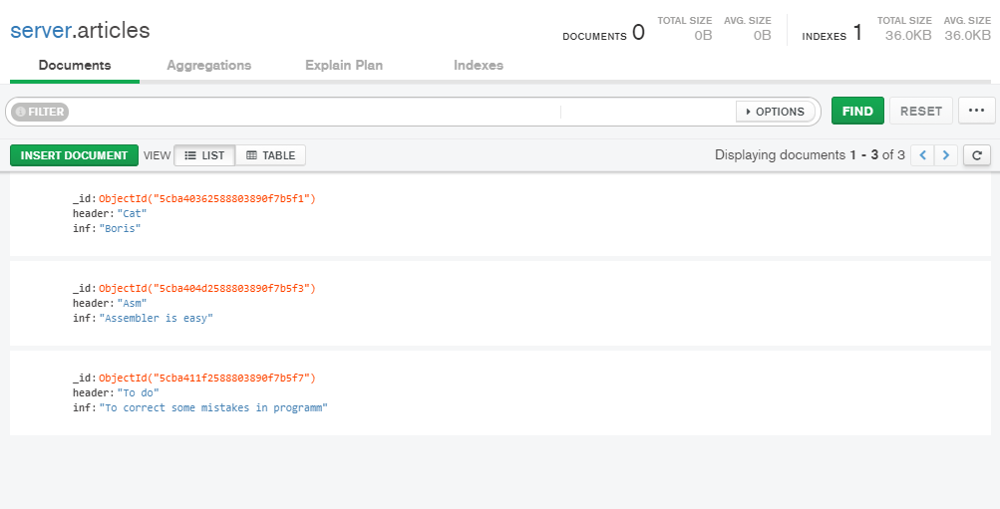 server.articles
DOCUMENTS 0 TOTAL SIZE 0B AVG. SIZE 0B INDEXES 1 TOTAL SIZE 36.0KB AVG. SIZE 36.0KB
Documents Aggregations Explain Plan Indexes
FILTER OPTIONS FIND RESET ...
INSERT DOCUMENT VIEW LIST TABLE Displaying documents 1 - 3 of 3
_id: ObjectId("5cba40362588803890f7b5f1")
header: "Cat"
inf: "Boris"
_id: ObjectId("5cba404d2588803890f7b5f3")
header: "Asm"
inf: "Assembler is easy"
_id: ObjectId("5cba411f2588803890f7b5f7")
header: "To do"
inf: "To correct some mistakes in programm"